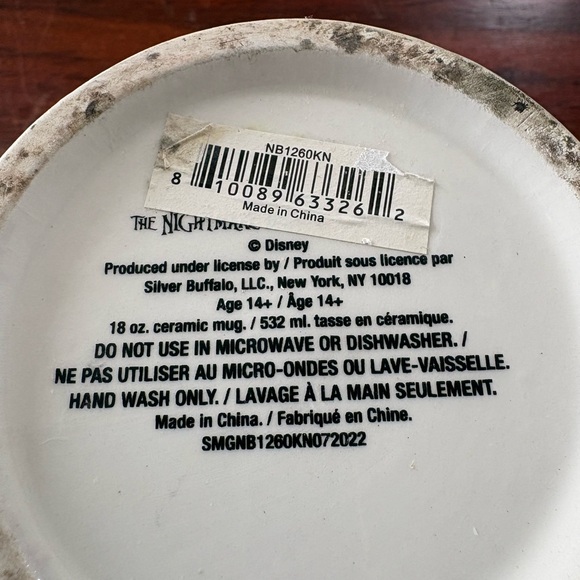 NB1260KN
8 10089 63326 2
Made in China
THE NIGHTMARE
© Disney
Produced under license by / Produit sous licence par
Silver Buffalo, LLC., New York, NY 10018
Age 14+ / Âge 14+
18 oz. ceramic mug. / 532 ml. tasse en céramique.
DO NOT USE IN MICROWAVE OR DISHWASHER. /
NE PAS UTILISER AU MICRO-ONDES OU LAVE-VAISSELLE.
HAND WASH ONLY. / LAVAGE À LA MAIN SEULEMENT.
Made in China. / Fabriqué en Chine.
SMGNB1260KN072022